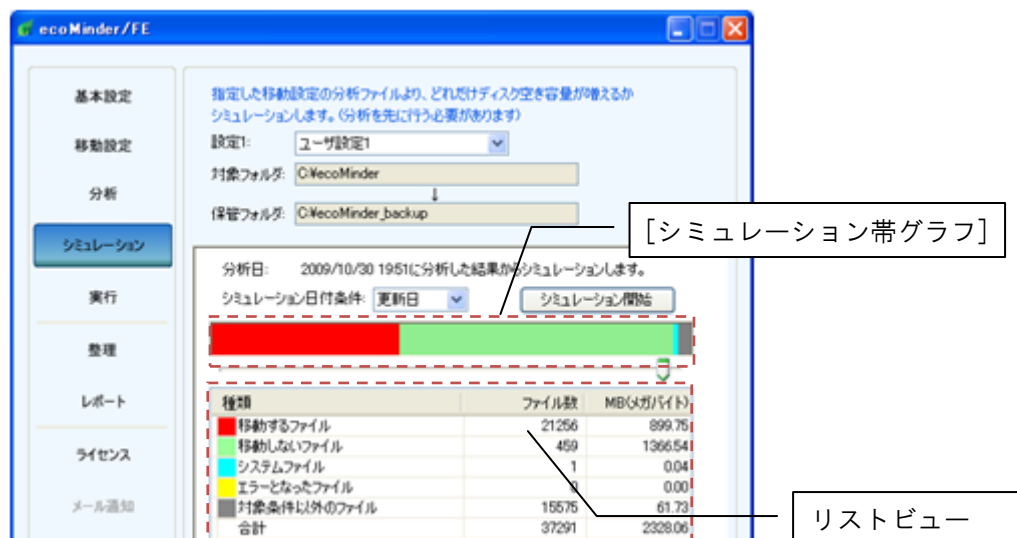 ecoMinder/FE
基本設定
移動設定
分析
シミュレーション
実行
整理
レポート
ライセンス
メール通知
指定した移動設定の分析ファイルより、どれだけディスク空き容量が増えるか
シミュレーションします。(分析を先に行う必要があります)
設定1: ユーザ設定1
対象フォルダ: C:¥ecoMinder
↓
保管フォルダ: C:¥ecoMinder_backup
[シミュレーション帯グラフ]
分析日: 2009/10/30 19:51に分析した結果からシミュレーションします。
シミュレーション日付条件: 更新日 シミュレーション開始
種類 ファイル数 MB(メガバイト)
移動するファイル 21256 899.75
移動しないファイル 459 1366.54
システムファイル 1 0.04
エラーとなったファイル 0 0.00
対象条件以外のファイル 15575 61.73
合計 37291 2328.06
リストビュー